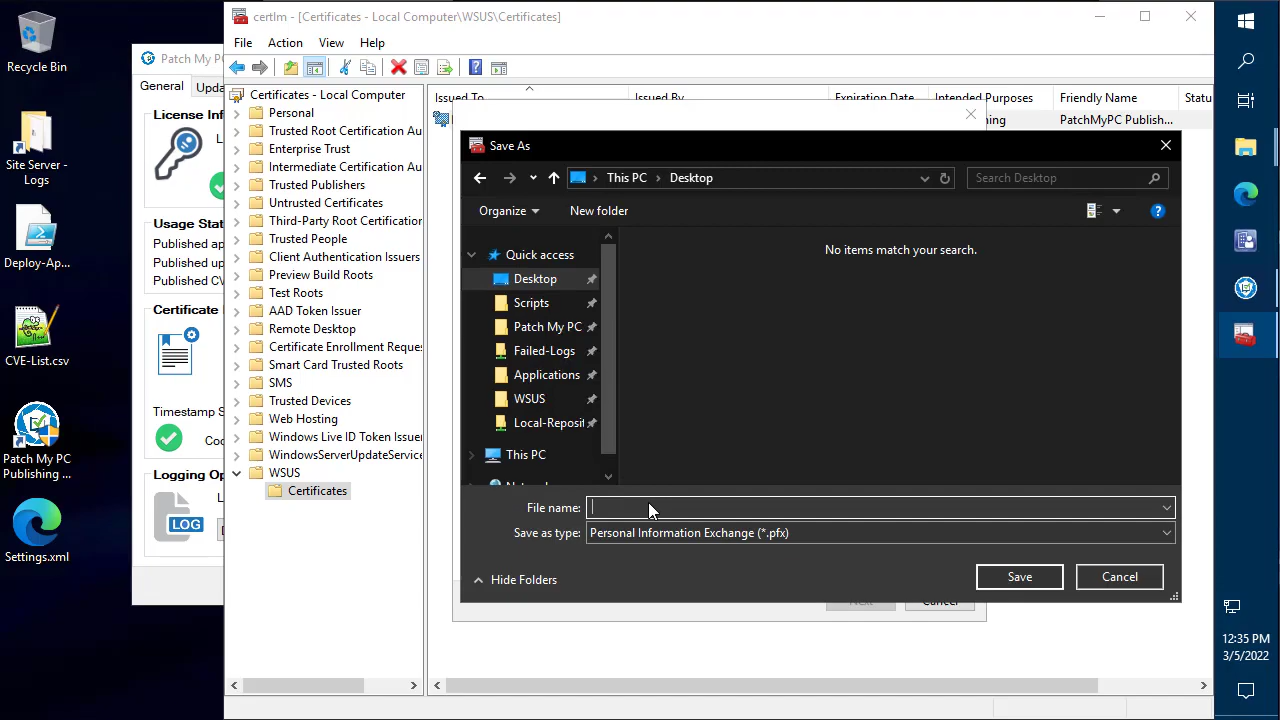 Recycle Bin
Site Server -
Logs
Deploy-Ap...
CVE-List.csv
Patch My PC
Publishing ...
Settings.xml
Patch My P
General
Upda
License Inf
L
Usage Stat
Published ap
Published up
Published CV
Certificate
Timestamp S
Coo
Logging Op
LOG
certlm - [Certificates - Local Computer\WSUS\Certificates]
File
Action
View
Help
Certificates - Local Computer
Personal
Trusted Root Certification Au
Enterprise Trust
Intermediate Certification Au
Trusted Publishers
Untrusted Certificates
Third-Party Root Certification
Trusted People
Client Authentication Issuers
Preview Build Roots
Test Roots
AAD Token Issuer
Remote Desktop
Certificate Enrollment Reques
Smart Card Trusted Roots
SMS
Trusted Devices
Web Hosting
Windows Live ID Token Issuer
WindowsServerUpdateService
WSUS
Certificates
Issued To
Issued By
Expiration Date
Intended Purposes
Friendly Name
Statu
ning
PatchMyPC Publish...
Save As
This PC
Desktop
Search Desktop
Organize
New folder
Quick access
Desktop
Scripts
Patch My PC
Failed-Logs
Applications
WSUS
Local-Reposit
This PC
No items match your search.
File name:
Save as type:
Personal Information Exchange (*.pfx)
Hide Folders
Save
Cancel
Next
Cancel
12:35 PM
3/5/2022